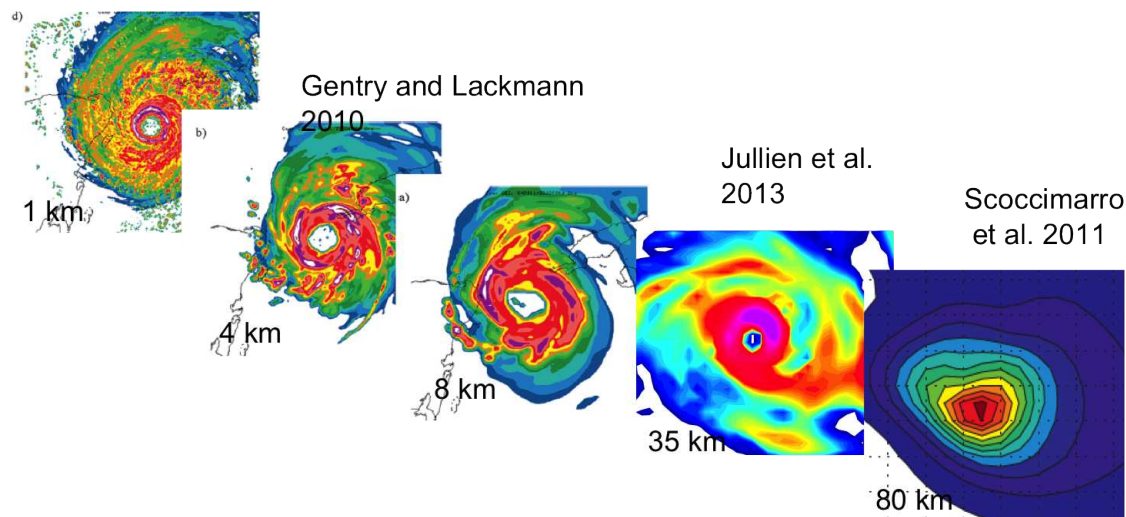 d)
Gentry and Lackmann
2010
b)
Jullien et al.
2013
a)
Scoccimarro
et al. 2011
1 km
4 km
8 km
35 km
80 km